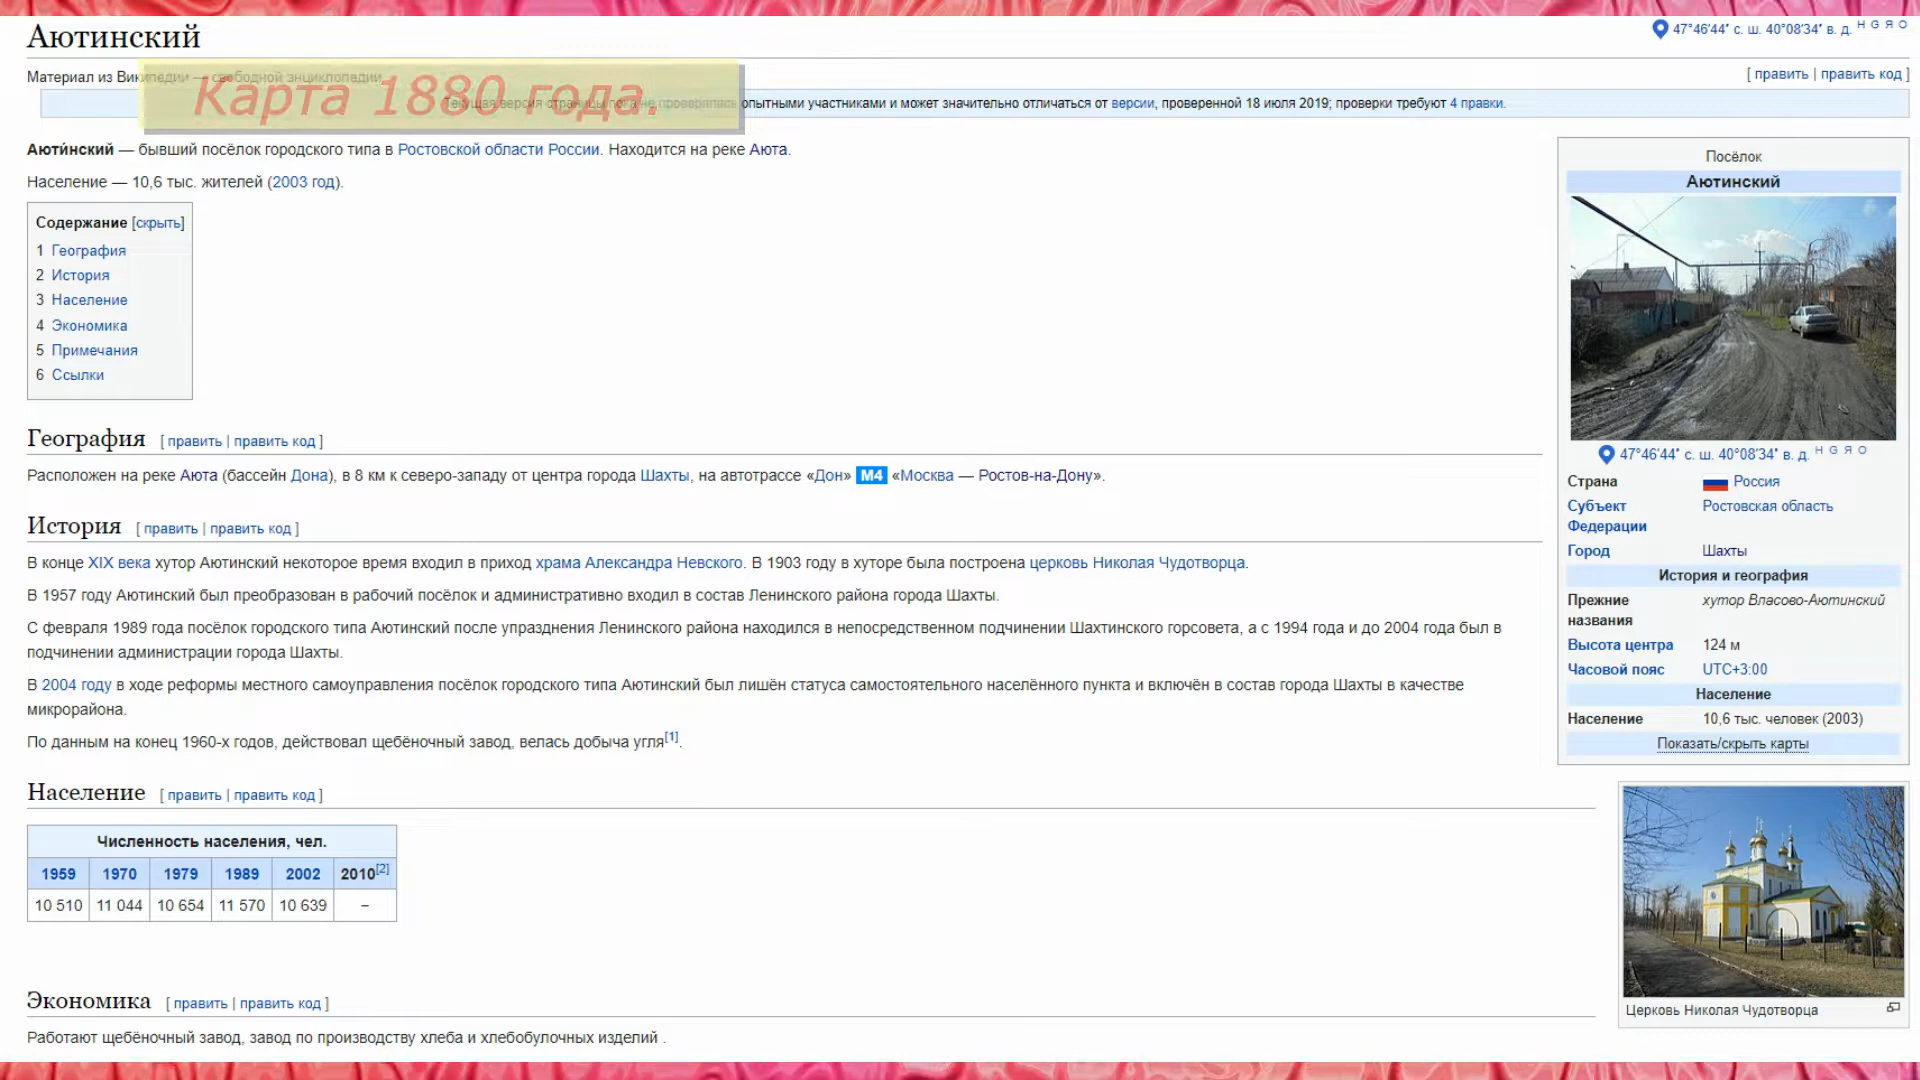 Аютинский
47°46′44″ с. ш. 40°08′34″ в. д. H G Я O
Материал из Википедии — свободной энциклопедии
[ править | править код ]
Карта 1880 года.
Текущая версия страницы пока не проверялась опытными участниками и может значительно отличаться от версии, проверенной 18 июля 2019; проверки требуют 4 правки.
Аюти́нский — бывший посёлок городского типа в Ростовской области России. Находится на реке Аюта.
Население — 10,6 тыс. жителей (2003 год).
Содержание [скрыть]
1 География
2 История
3 Население
4 Экономика
5 Примечания
6 Ссылки
География [ править | править код ]
Расположен на реке Аюта (бассейн Дона), в 8 км к северо-западу от центра города Шахты, на автотрассе «Дон» М4 «Москва — Ростов-на-Дону».
История [ править | править код ]
В конце XIX века хутор Аютинский некоторое время входил в приход храма Александра Невского. В 1903 году в хуторе была построена церковь Николая Чудотворца.
В 1957 году Аютинский был преобразован в рабочий посёлок и административно входил в состав Ленинского района города Шахты.
С февраля 1989 года посёлок городского типа Аютинский после упразднения Ленинского района находился в непосредственном подчинении Шахтинского горсовета, а с 1994 года и до 2004 года был в
подчинении администрации города Шахты.
В 2004 году в ходе реформы местного самоуправления посёлок городского типа Аютинский был лишён статуса самостоятельного населённого пункта и включён в состав города Шахты в качестве
микрорайона.
По данным на конец 1960-х годов, действовал щебёночный завод, велась добыча угля[1].
Население [ править | править код ]
Численность населения, чел.
1959 1970 1979 1989 2002 2010[2]
10 510 11 044 10 654 11 570 10 639 –
Экономика [ править | править код ]
Работают щебёночный завод, завод по производству хлеба и хлебобулочных изделий .
Посёлок
Аютинский
47°46′44″ с. ш. 40°08′34″ в. д. H G Я O
Страна Россия
Субъект Ростовская область
Федерации
Город Шахты
История и география
Прежние хутор Власово-Аютинский
названия
Высота центра 124 м
Часовой пояс UTC+3:00
Население
Население 10,6 тыс. человек (2003)
Показать/скрыть карты
Церковь Николая Чудотворца